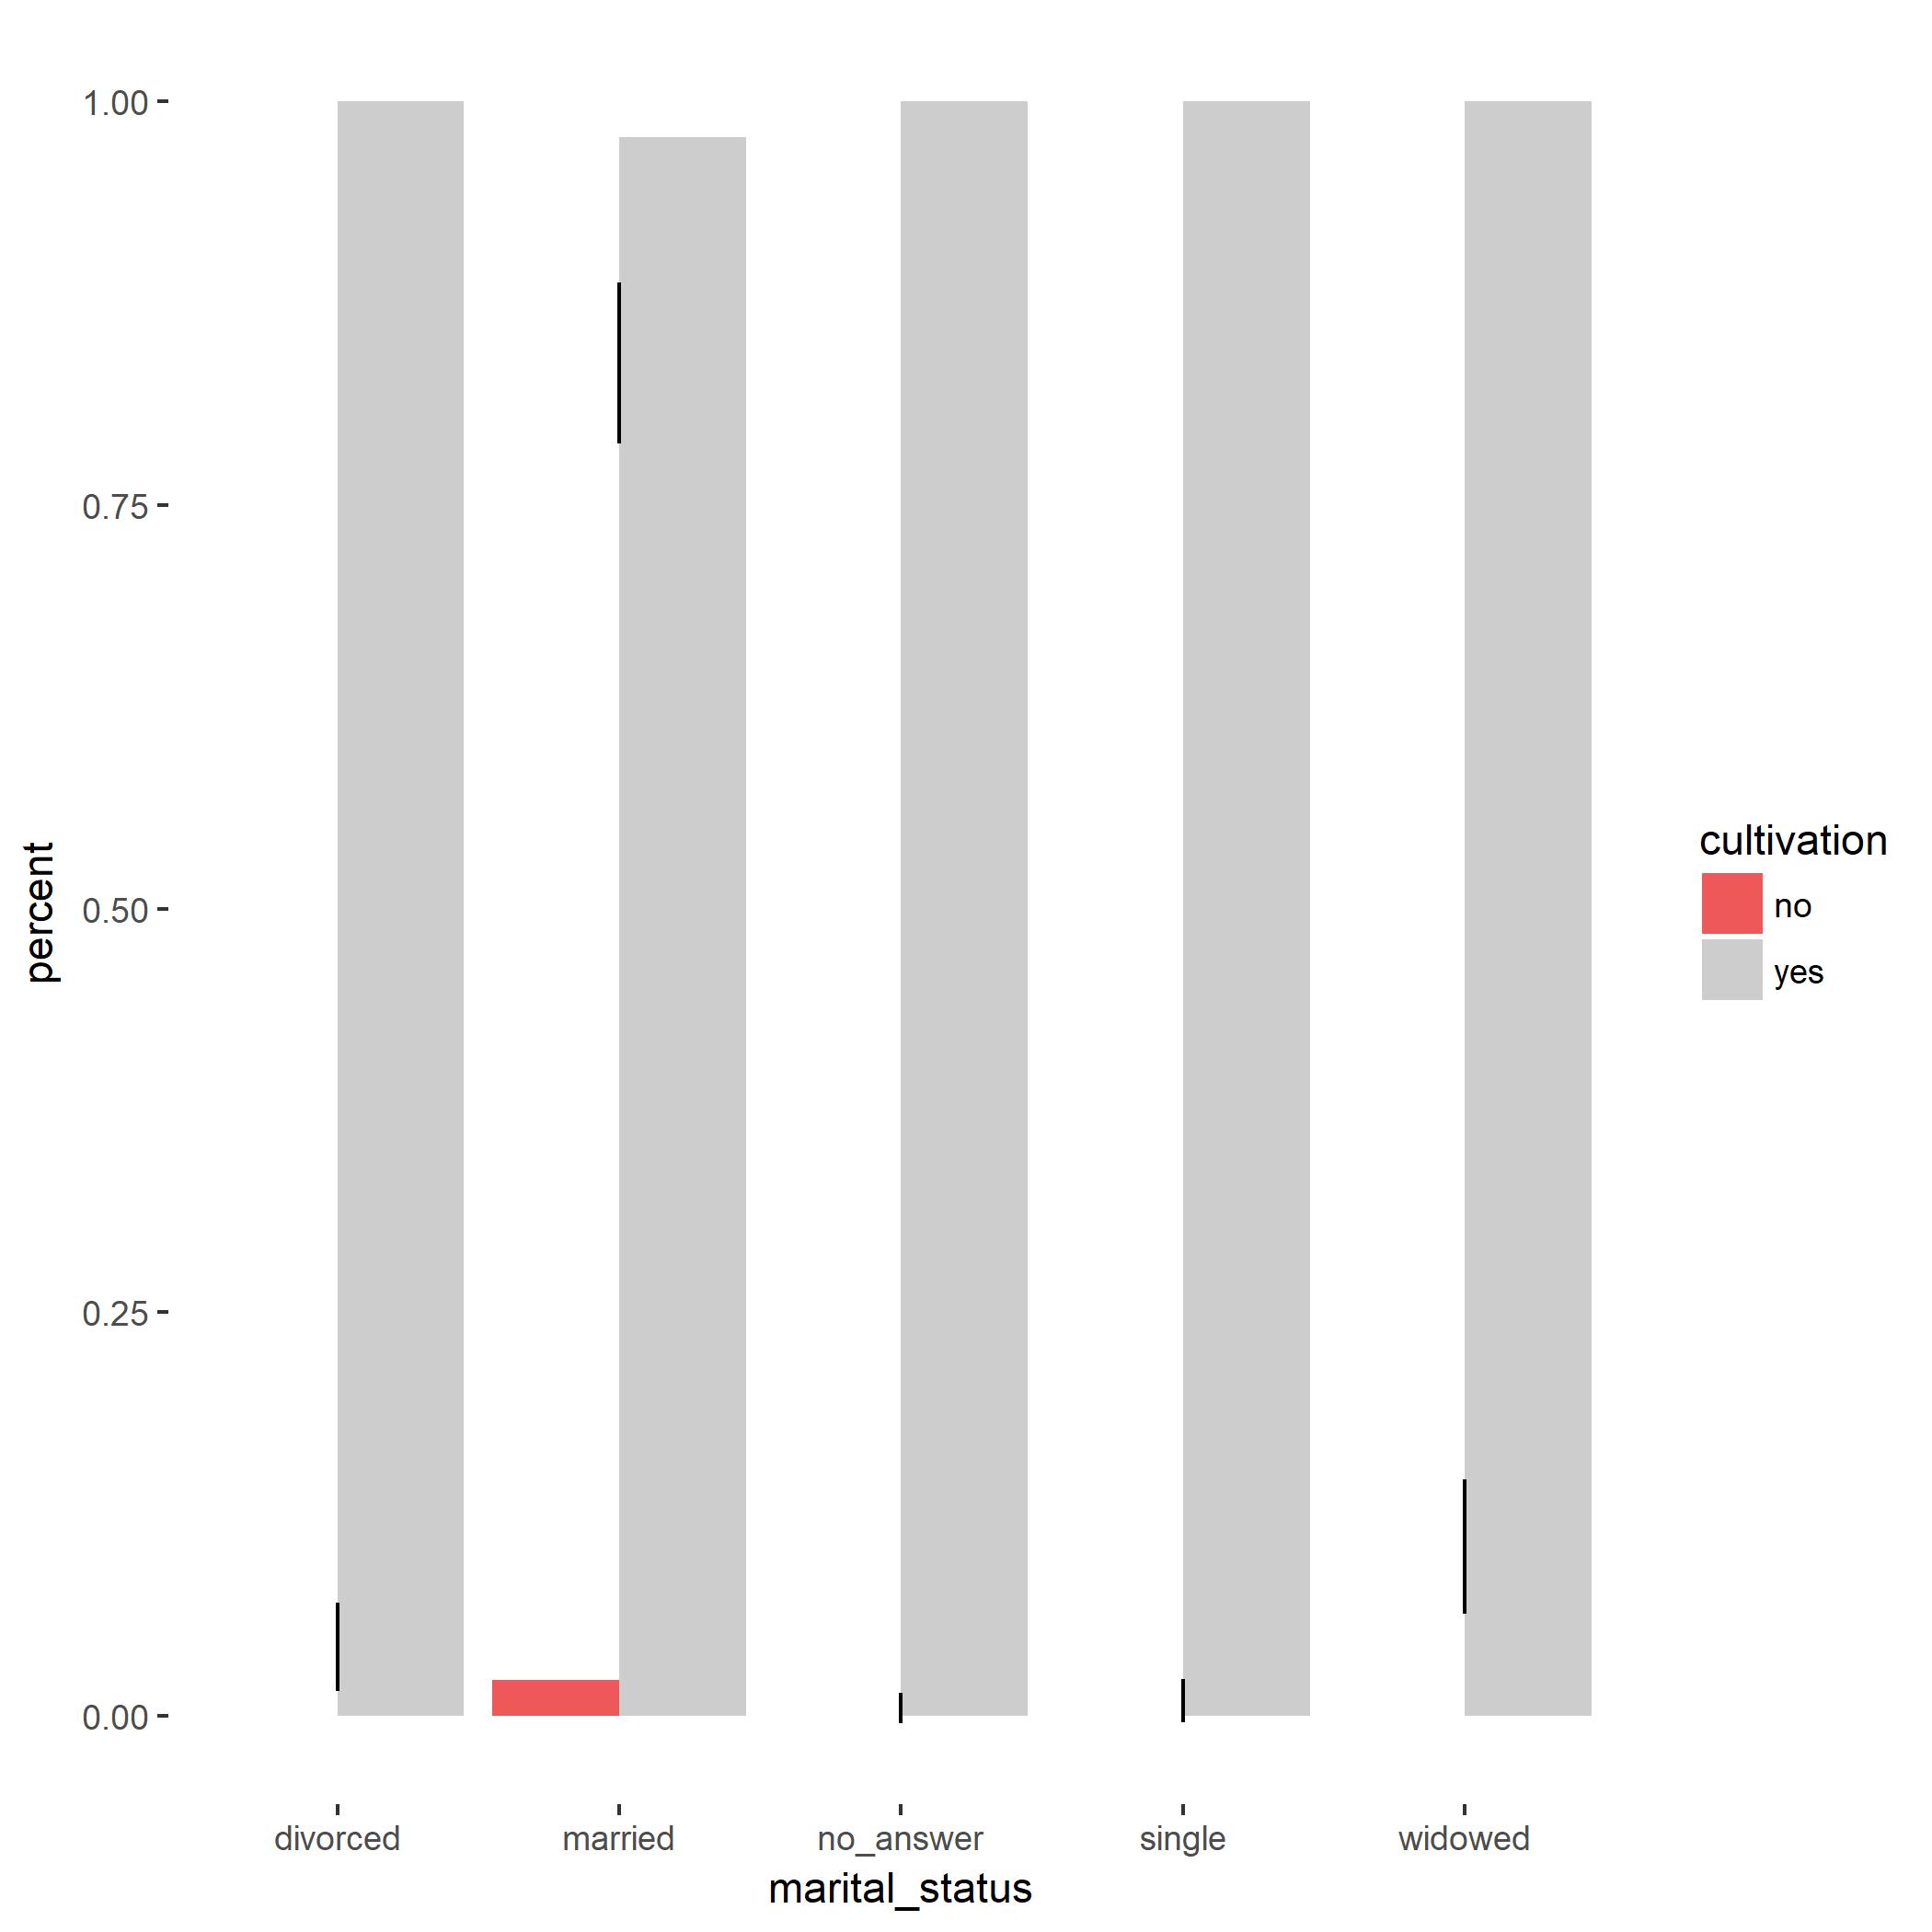 1.00
0.75
0.50
0.25
0.00
percent
divorced
married
no_answer
single
widowed
marital_status
cultivation
no
yes